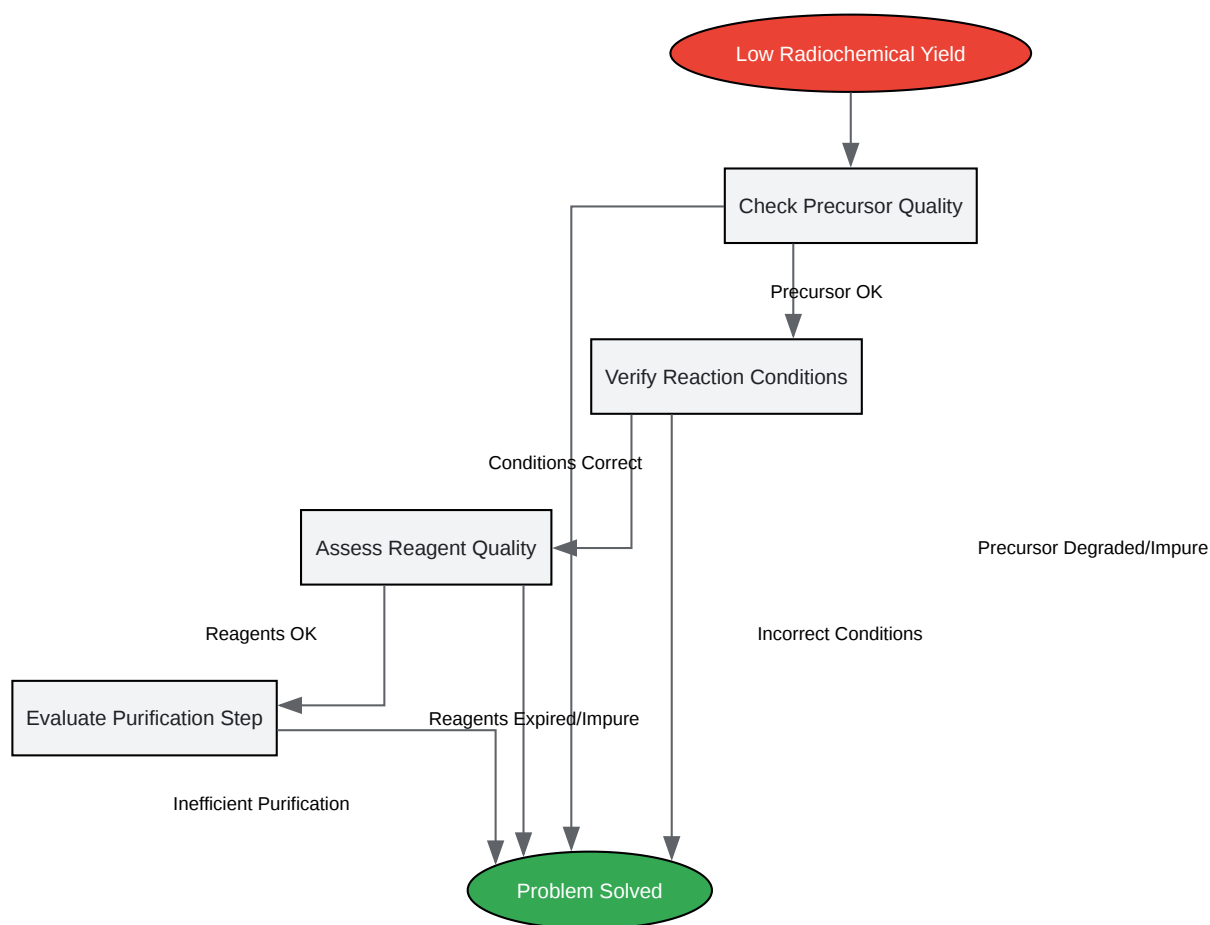 Low Radiochemical Yield
Check Precursor Quality
Precursor OK
Verify Reaction Conditions
Conditions Correct
Assess Reagent Quality
Precursor Degraded/Impure
Reagents OK
Incorrect Conditions
Evaluate Purification Step
Reagents Expired/Impure
Inefficient Purification
Problem Solved